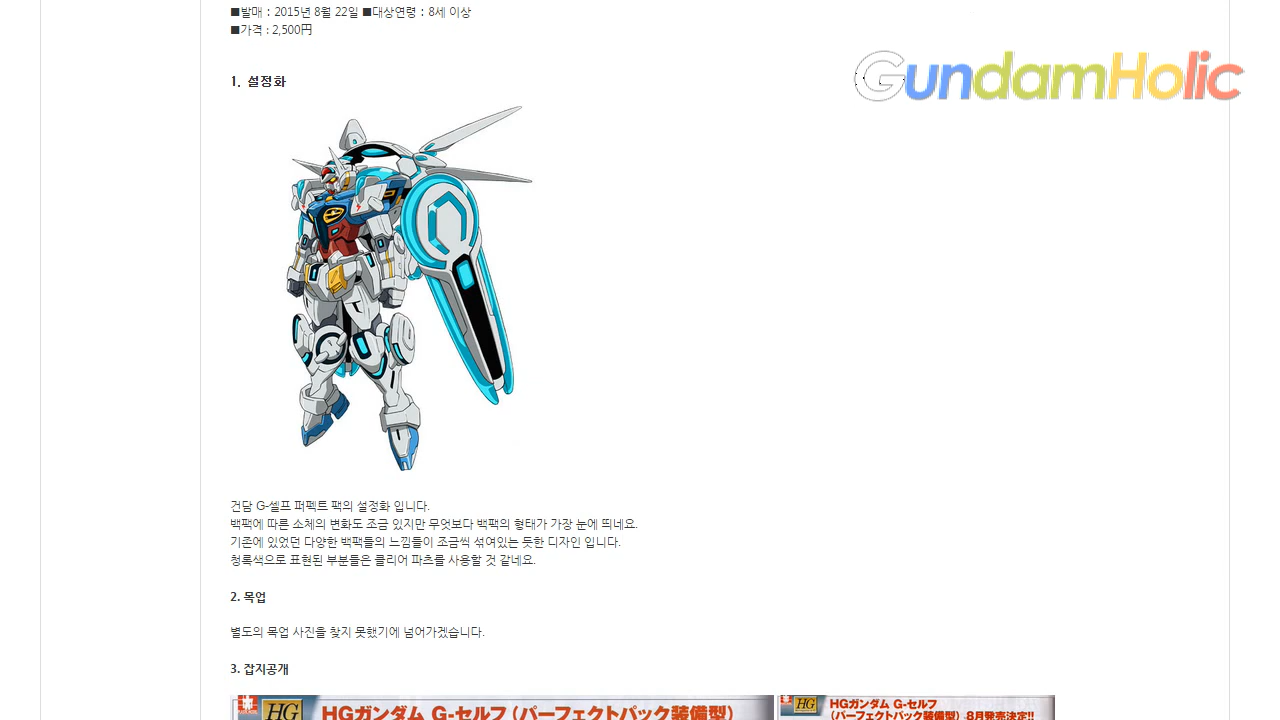 ■발매 : 2015년 8월 22일 ■대상연령 : 8세 이상
■가격 : 2,500円
GundamHolic
1. 설정화
건담 G-셀프 퍼펙트 팩의 설정화 입니다.
백팩에 따른 소체의 변화도 조금 있지만 무엇보다 백팩의 형태가 가장 눈에 띄네요.
기존에 있었던 다양한 백팩들의 느낌들이 조금씩 섞여있는 듯한 디자인 입니다.
청록색으로 표현된 부분들은 클리어 파츠를 사용할 것 같네요.
2. 목업
별도의 목업 사진을 찾지 못했기에 넘어가겠습니다.
3. 잡지공개
HG HGガンダム G-セルフ（パーフェクトパック装備型）
HG HGガンダム G-セルフ
（パーフェクトパック装備型）8月発売決定!!